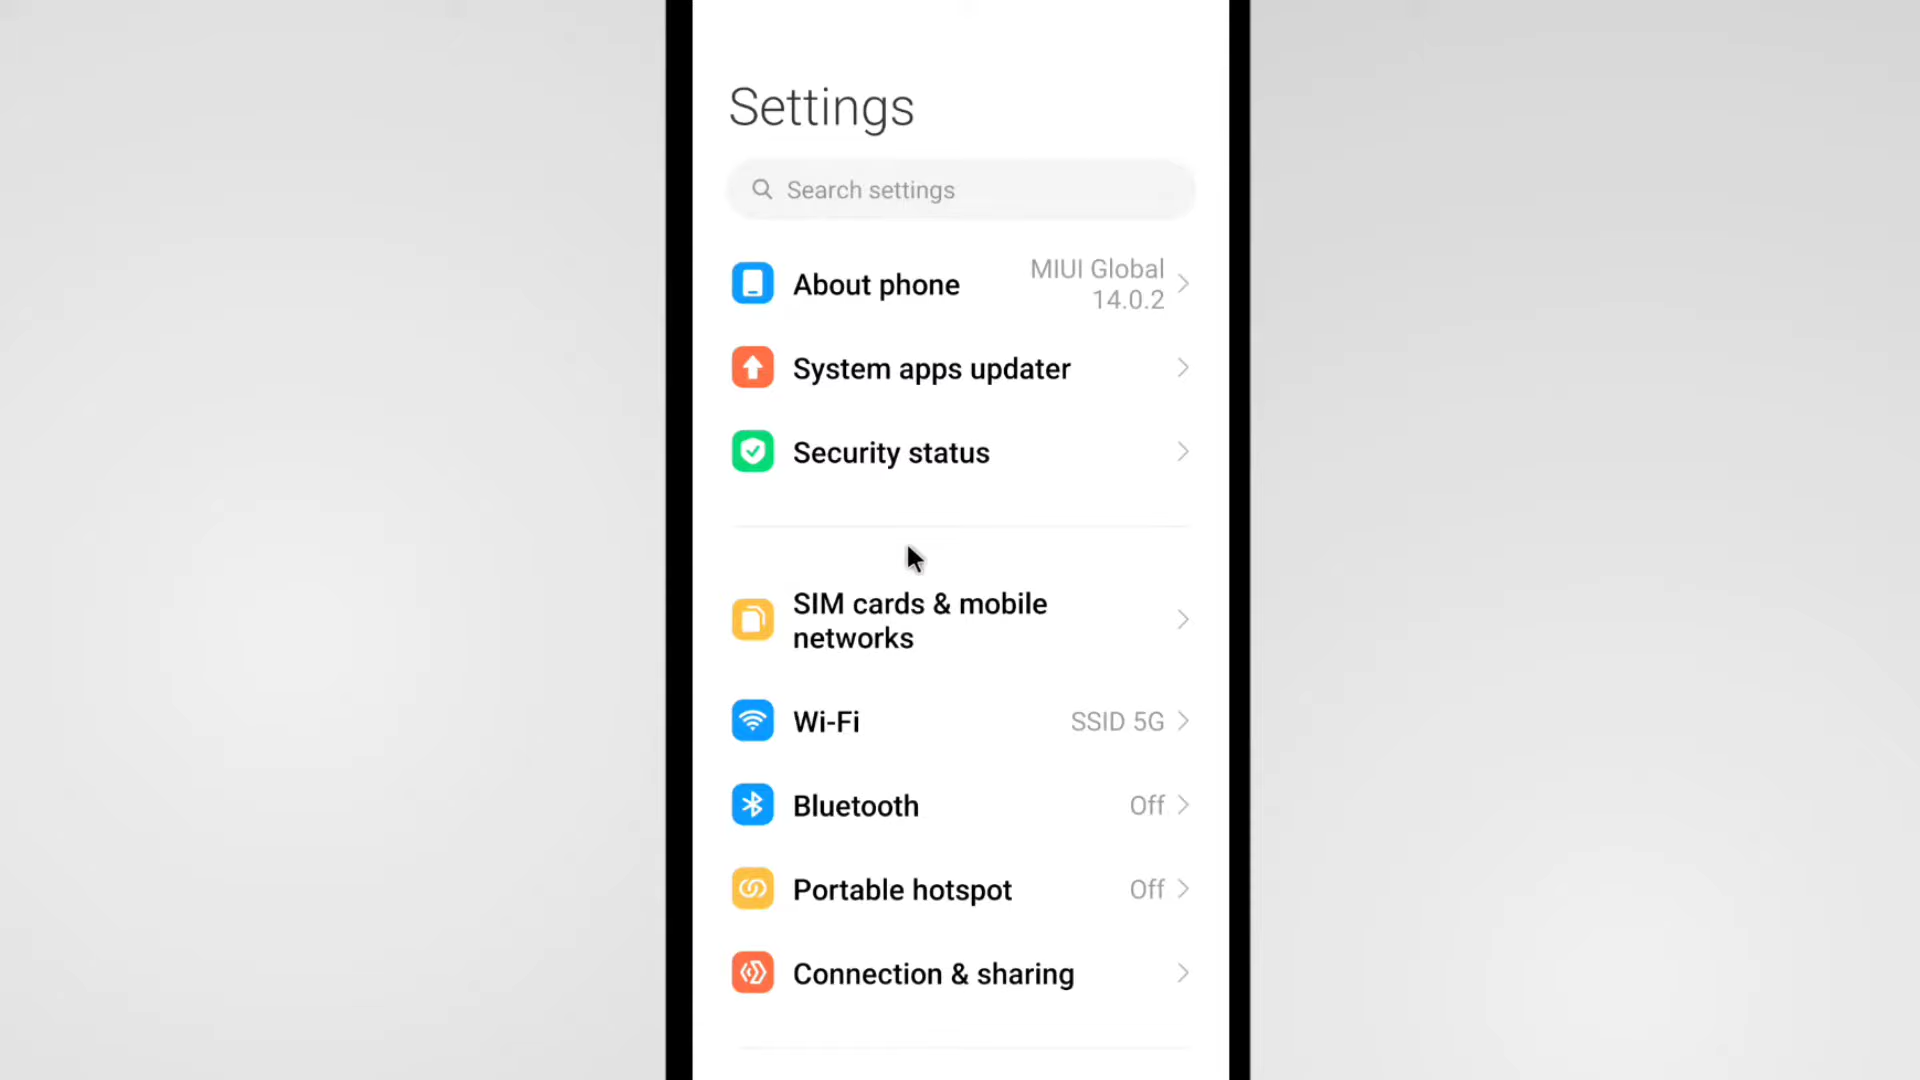 Settings
Search settings
About phone
MIUI Global
14.0.2
System apps updater
Security status
SIM cards & mobile
networks
Wi-Fi
SSID 5G
Bluetooth
Off
Portable hotspot
Off
Connection & sharing